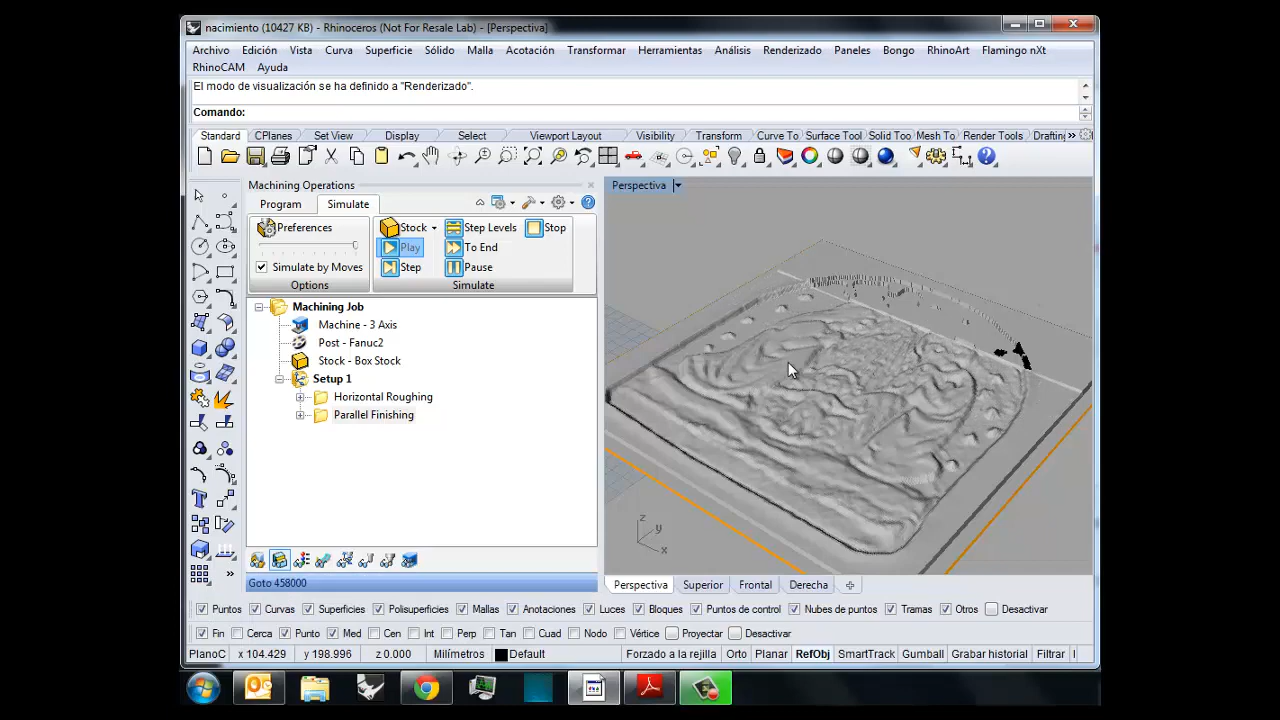 nacimiento (10427 KB) - Rhinoceros (Not For Resale Lab) - [Perspectiva]
Archivo Edición Vista Curva Superficie Sólido Malla Acotación Transformar Herramientas Análisis Renderizado Paneles Bongo RhinoArt Flamingo nXt
RhinoCAM Ayuda
El modo de visualización se ha definido a "Renderizado".
Comando:
Standard CPlanes Set View Display Select Viewport Layout Visibility Transform Curve To Surface Tool Solid Too Mesh To Render Tools Drafting
Machining Operations
Perspectiva
Program Simulate
Preferences Stock Step Levels Stop
Play To End
Simulate by Moves Step Pause
Options Simulate
Machining Job
Machine - 3 Axis
Post - Fanuc2
Stock - Box Stock
Setup 1
Horizontal Roughing
Parallel Finishing
z
y
x
Goto 458000
Perspectiva Superior Frontal Derecha
Puntos Curvas Superficies Polisuperficies Mallas Anotaciones Luces Bloques Puntos de control Nubes de puntos Tramas Otros Desactivar
Fin Cerca Punto Med Cen Int Perp Tan Cuad Nodo Vértice Proyectar Desactivar
PlanoC x 104.429 y 198.996 z 0.000 Milímetros Default Forzado a la rejilla Orto Planar RefObj SmartTrack Gumball Grabar historial Filtrar